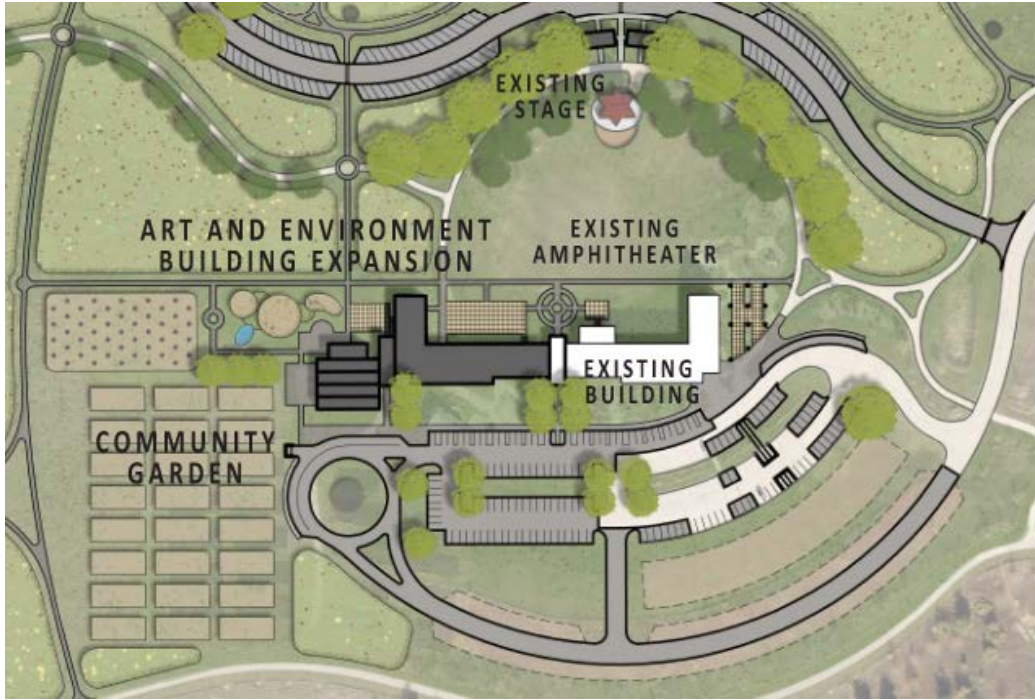 EXISTING
STAGE
ART AND ENVIRONMENT
BUILDING EXPANSION
EXISTING
AMPHITHEATER
EXISTING
BUILDING
COMMUNITY
GARDEN